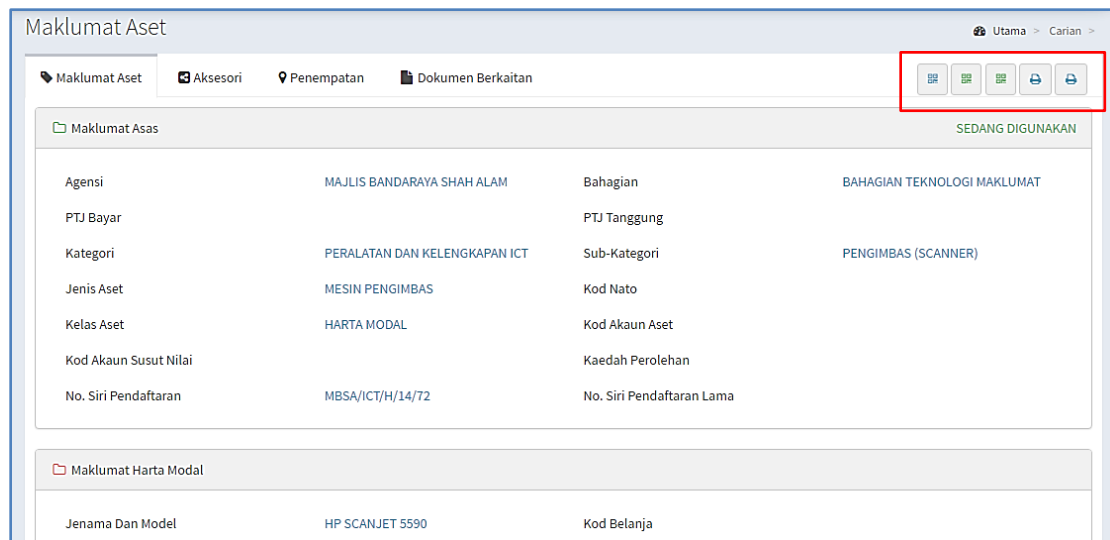 Maklumat Aset
Utama > Carian >
Maklumat Aset Aksesori Penempatan Dokumen Berkaitan
Maklumat Asas SEDANG DIGUNAKAN
Agensi MAJLIS BANDARAYA SHAH ALAM Bahagian BAHAGIAN TEKNOLOGI MAKLUMAT
PTJ Bayar PTJ Tanggung
Kategori PERALATAN DAN KELENGKAPAN ICT Sub-Kategori PENGIMBAS (SCANNER)
Jenis Aset MESIN PENGIMBAS Kod Nato
Kelas Aset HARTA MODAL Kod Akaun Aset
Kod Akaun Susut Nilai Kaedah Perolehan
No. Siri Pendaftaran MBSA/ICT/H/14/72 No. Siri Pendaftaran Lama
Maklumat Harta Modal
Jenama Dan Model HP SCANJET 5590 Kod Belanja